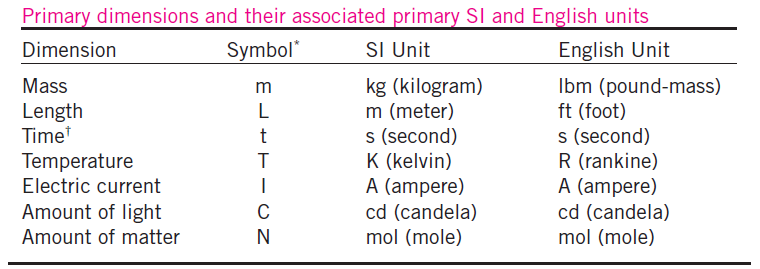 Primary dimensions and their associated primary SI and English units
Dimension Symbol* SI Unit English Unit
Mass m kg (kilogram) lbm (pound-mass)
Length L m (meter) ft (foot)
Time† t s (second) s (second)
Temperature T K (kelvin) R (rankine)
Electric current I A (ampere) A (ampere)
Amount of light C cd (candela) cd (candela)
Amount of matter N mol (mole) mol (mole)